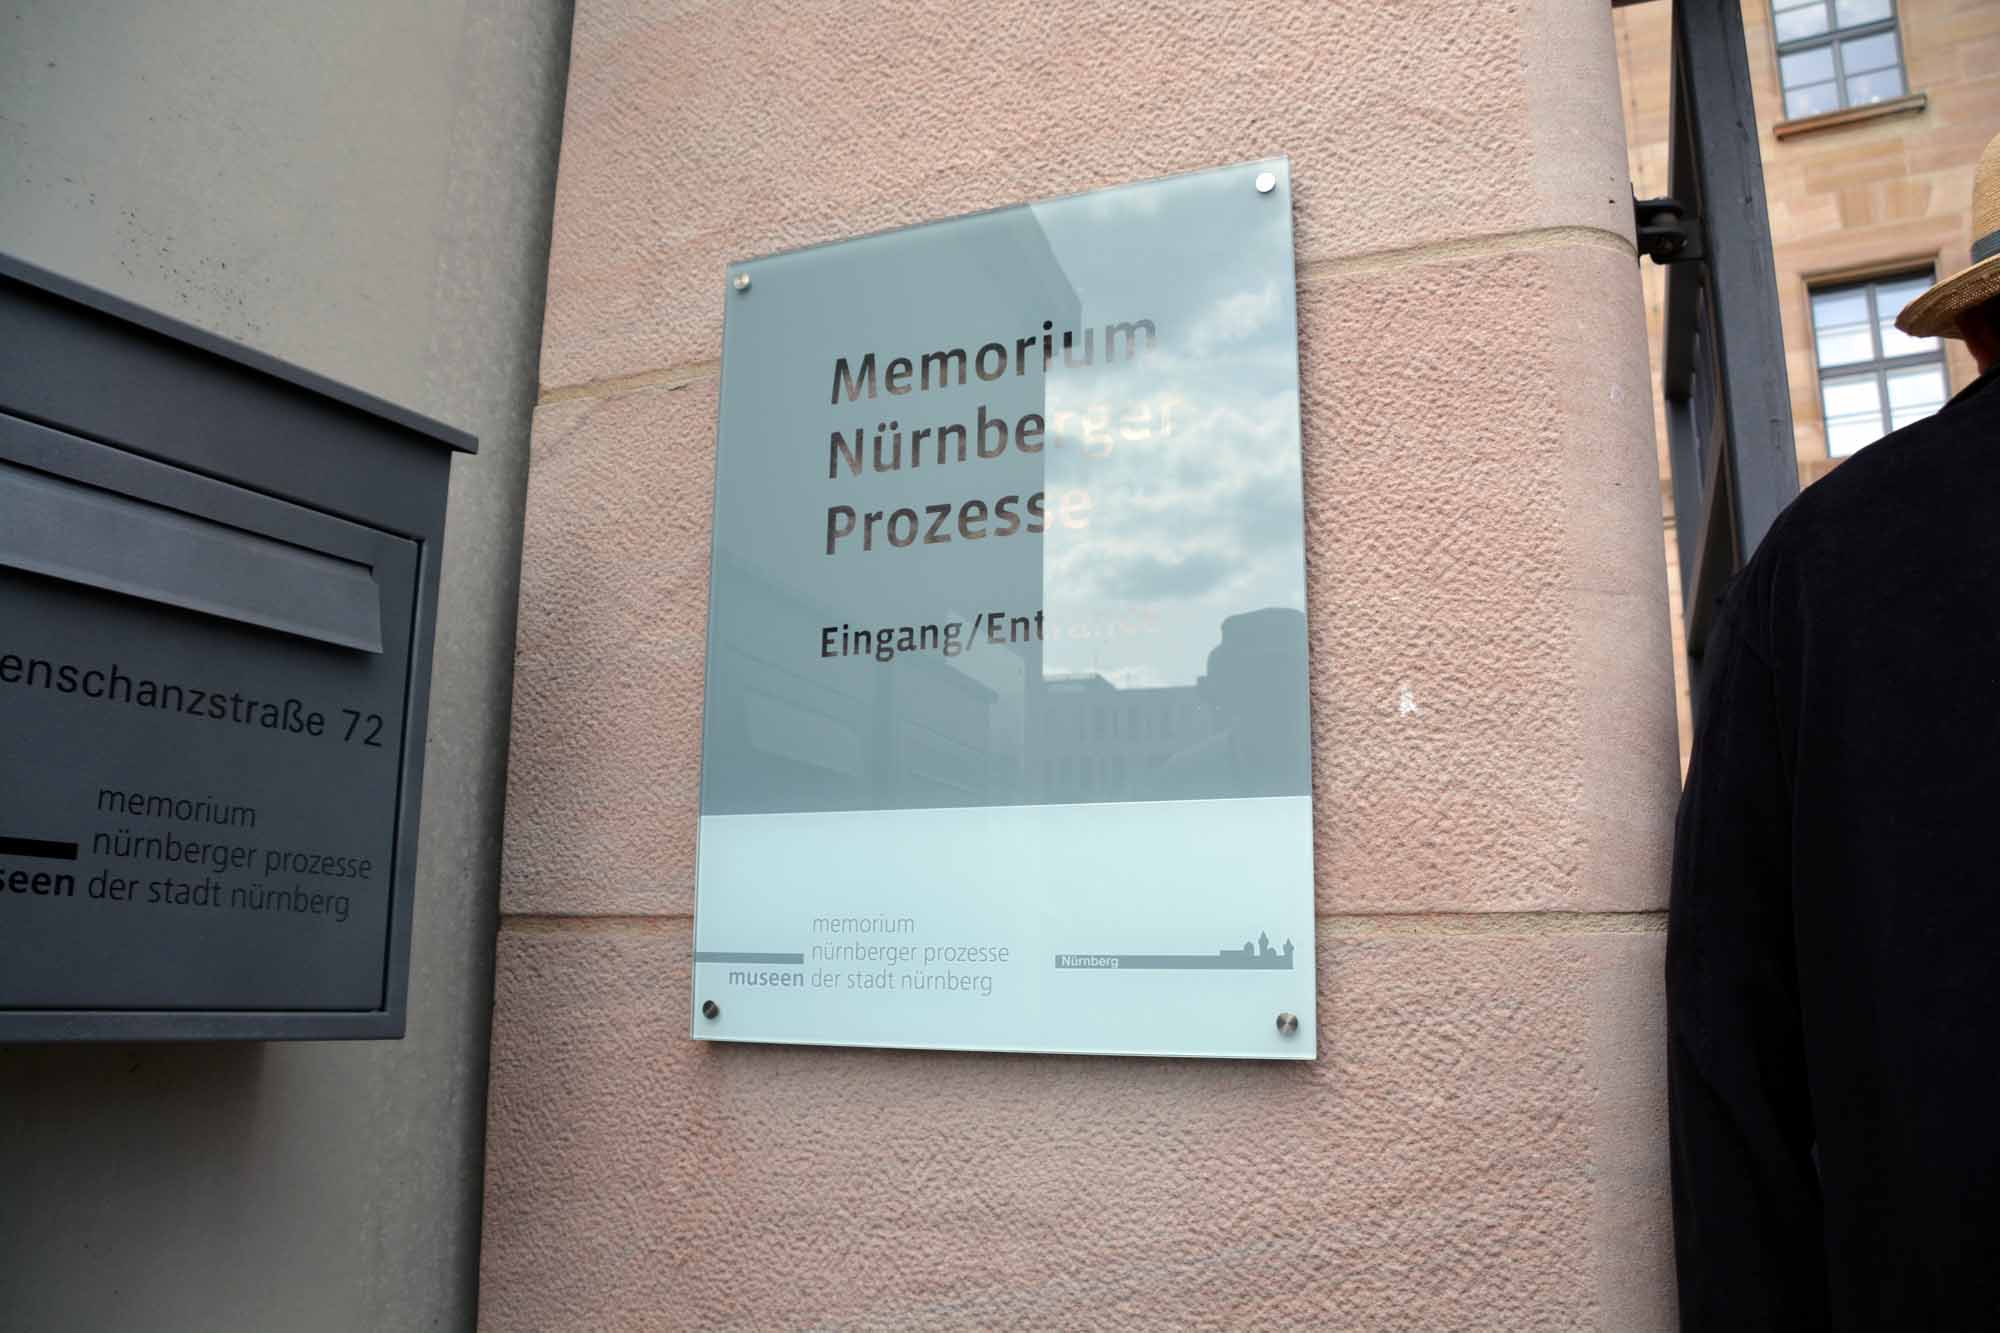 Memorium
Nürnberger
Prozesse
Eingang/Entrance
memorium
nürnberger prozesse
museen der stadt nürnberg
Nürnberg
enschanzstraße 72
memorium
nürnberger prozesse
seen der stadt nürnberg